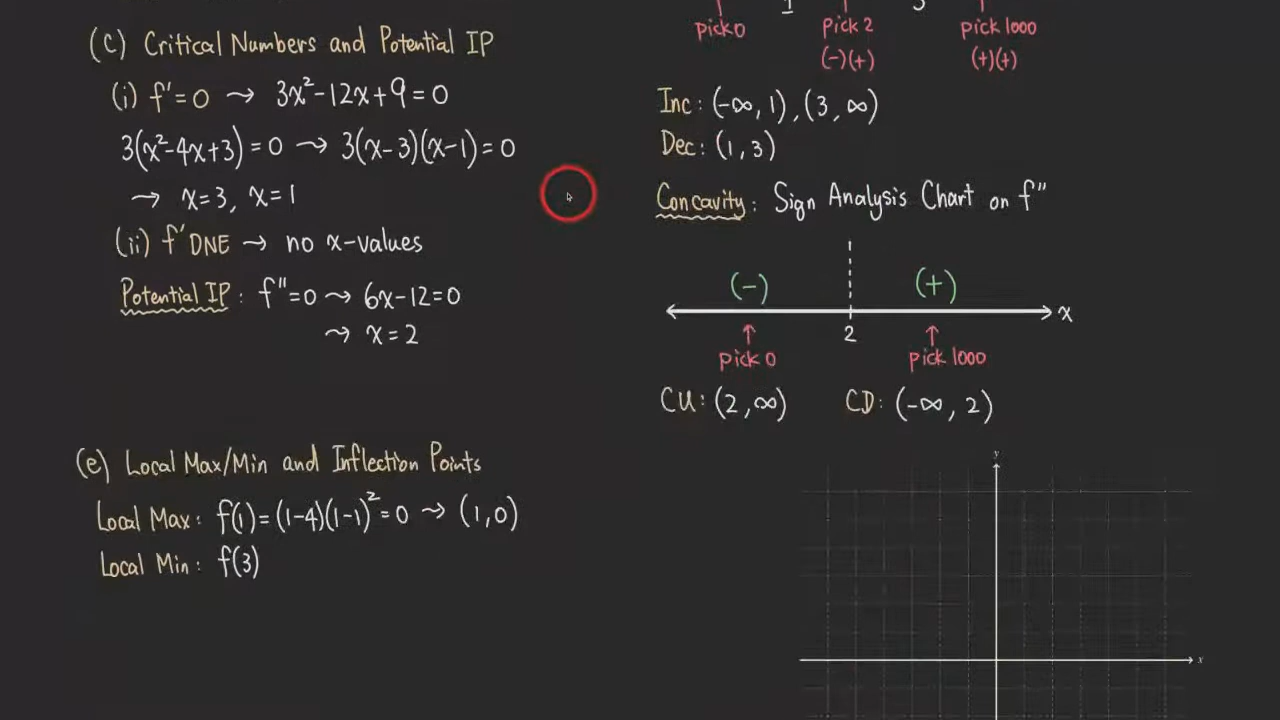 (c) Critical Numbers and Potential IP
(i) f'=0 → 3x²-12x+9=0
3(x²-4x+3)=0 → 3(x-3)(x-1)=0
→ x=3, x=1
(ii) f' DNE → no x-values
Potential IP: f''=0 → 6x-12=0
→ x=2
(e) Local Max/Min and Inflection Points
Local Max: f(1)=(1-4)(1-1)²=0 → (1,0)
Local Min: f(3)
pick 0 pick 2 pick 1000
(-)(+) (+)(+)
Inc: (-∞, 1), (3, ∞)
Dec: (1, 3)
Concavity: Sign Analysis Chart on f''
(-) (+)
x
2
pick 0 pick 1000
CU: (2, ∞) CD: (-∞, 2)
y
x